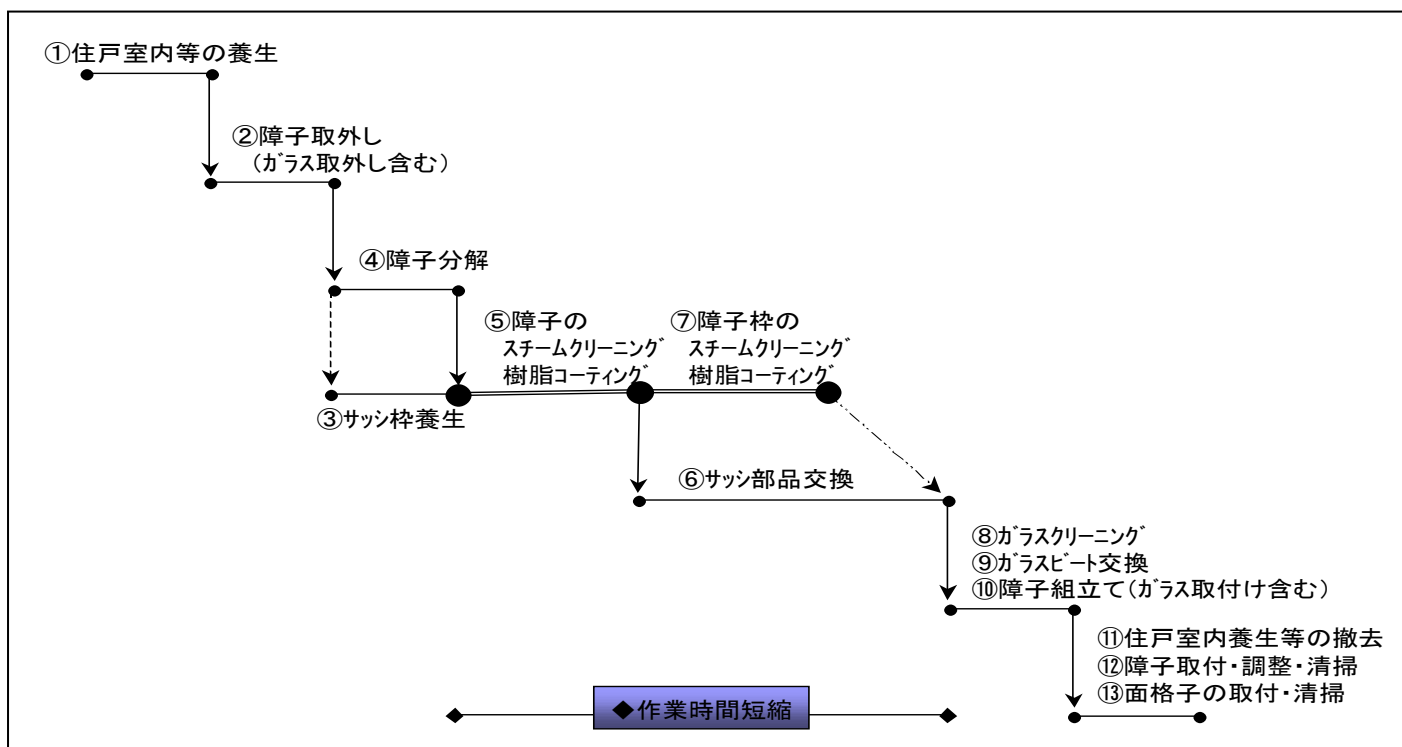 ①住戸室内等の養生
②障子取外し
(ｶﾞﾗｽ取外し含む)
④障子分解
⑤障子の
ｽﾁｰﾑｸﾘｰﾆﾝｸﾞ
樹脂ｺｰﾃｨﾝｸﾞ
⑦障子枠の
ｽﾁｰﾑｸﾘｰﾆﾝｸﾞ
樹脂ｺｰﾃｨﾝｸﾞ
③ｻｯｼ枠養生
⑥ｻｯｼ部品交換
⑧ｶﾞﾗｽｸﾘｰﾆﾝｸﾞ
⑨ｶﾞﾗｽﾋﾞｰﾄ交換
⑩障子組立て(ｶﾞﾗｽ取付け含む)
⑪住戸室内養生等の撤去
⑫障子取付・調整・清掃
⑬面格子の取付・清掃
◆作業時間短縮